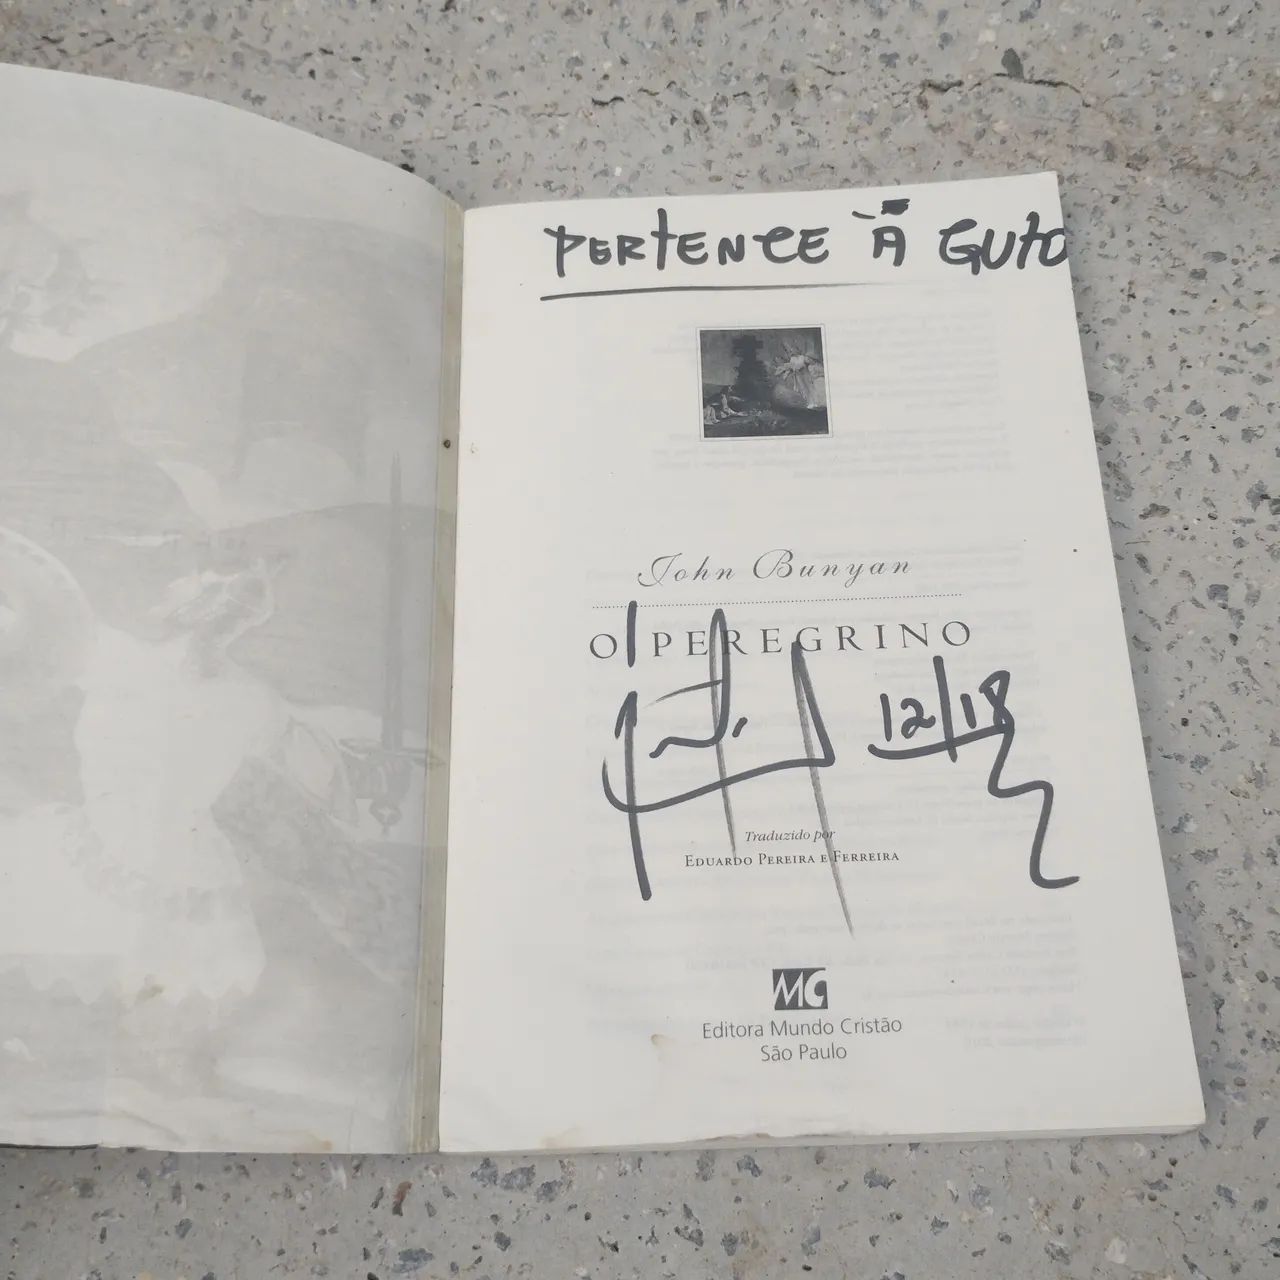 PERTENCE À GUTO
John Bunyan
O PEREGRINO
12/18
Traduzido por
EDUARDO PEREIRA E FERREIRA
MC
Editora Mundo Cristão
São Paulo